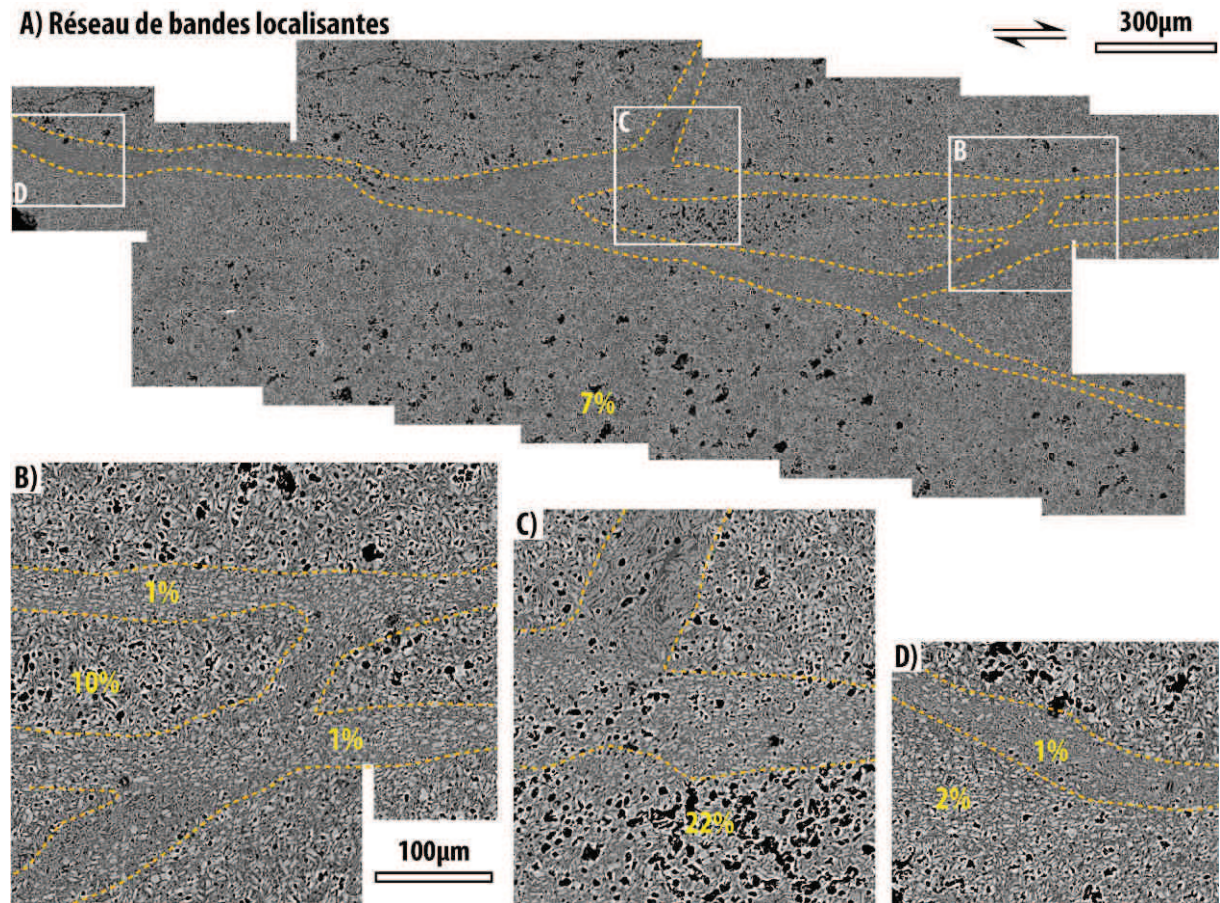 A) Réseau de bandes localisantes
300µm
C
B
D
7%
B)
1%
10%
1%
100µm
C)
22%
D)
1%
2%